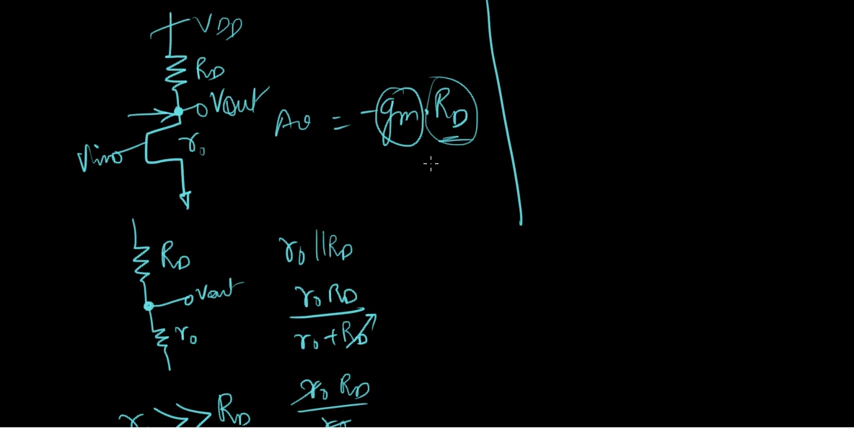 VDD
RD
Vout
Vin
r0
Av = -gm.RD
RD
Vout
r0
r0||RD
r0 RD
r0 + RD
r >> RD
r0 RD